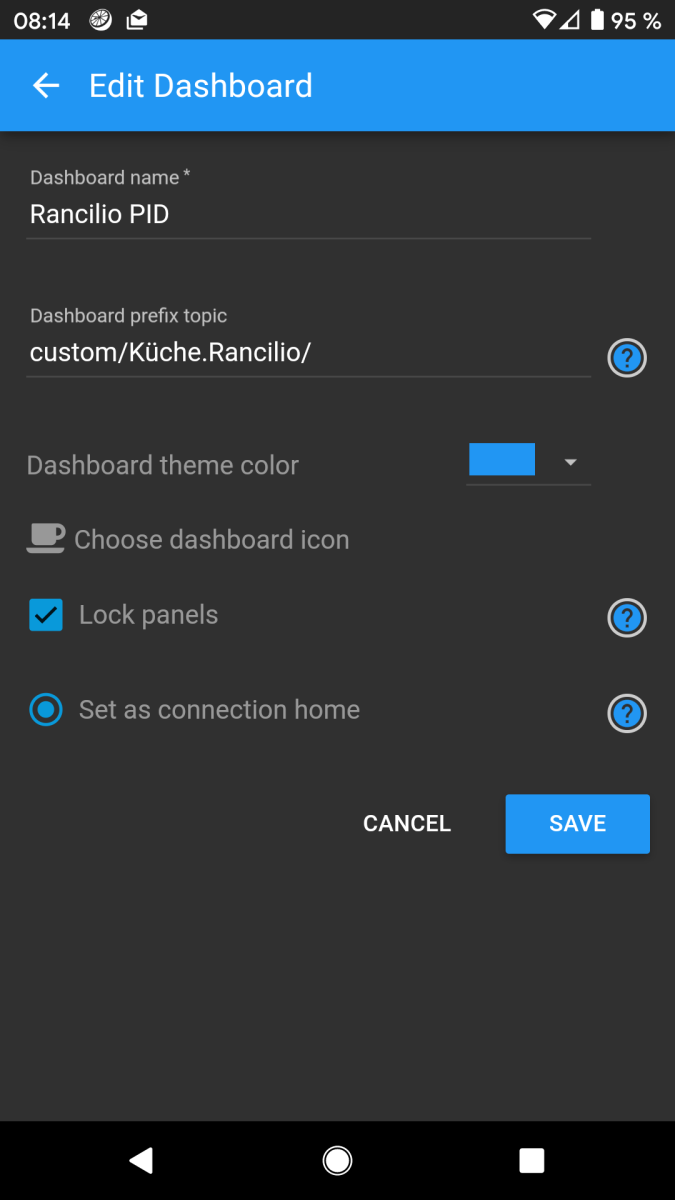 08:14
95 %
Edit Dashboard
Dashboard name *
Rancilio PID
Dashboard prefix topic
custom/Küche.Rancilio/
?
Dashboard theme color
Choose dashboard icon
Lock panels
?
Set as connection home
?
CANCEL
SAVE